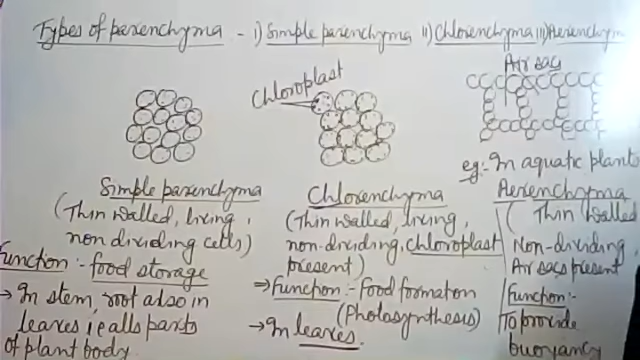 Types of parenchyma - i) Simple parenchyma ii) Chlorenchyma iii) Aerenchym
Chloroplast
Air sacs
eg:- In aquatic plants
Simple parenchyma
(Thin walled, living,
non dividing cells)
Function:- food storage
→ In stem, root also in
leaves i.e alls parts
of plant body
Chlorenchyma
(Thin walled, living,
non-dividing, chloroplast
present)
⇒ Function:- Food formation
(Photosynthesis)
→ In leaves.
Aerenchyma
( Thin walled
Non-dividing,
Air sacs present
Function:-
To provide
buoyancy